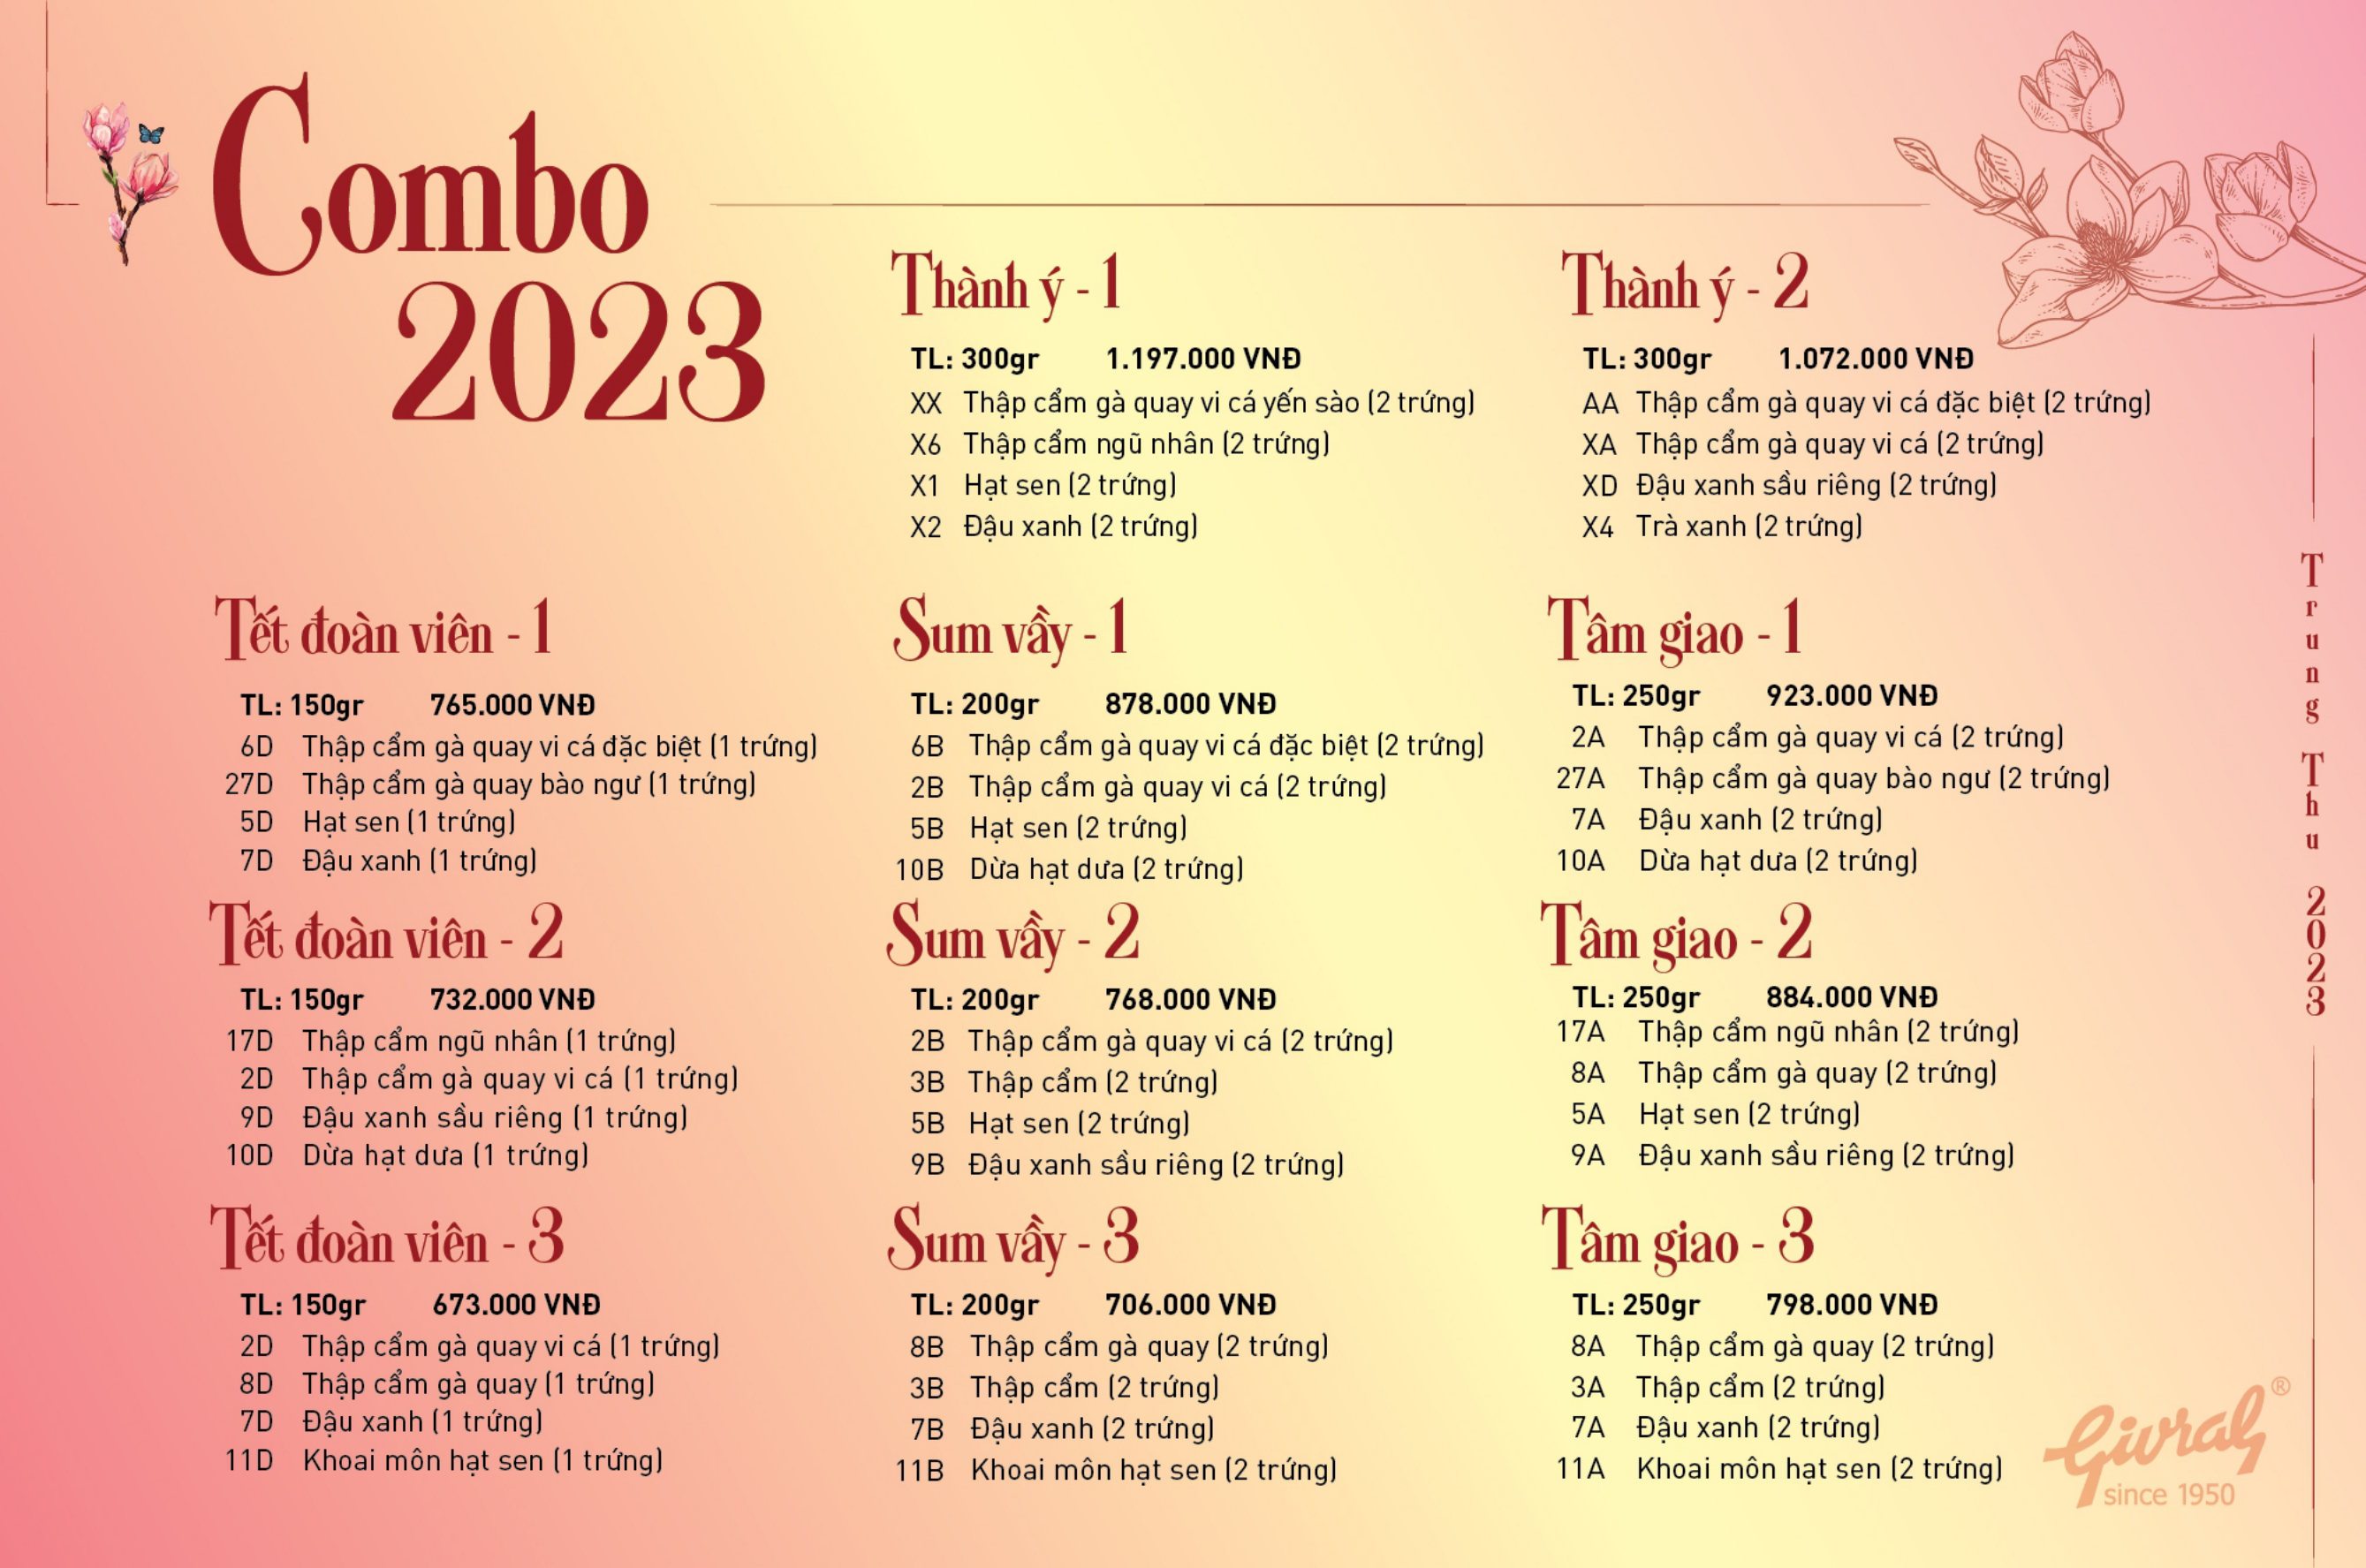 Combo
2023
Thành ý - 1
TL: 300gr 1.197.000 VNĐ
XX Thập cẩm gà quay vi cá yến sào (2 trứng)
X6 Thập cẩm ngũ nhân (2 trứng)
X1 Hạt sen (2 trứng)
X2 Đậu xanh (2 trứng)
Thành ý - 2
TL: 300gr 1.072.000 VNĐ
AA Thập cẩm gà quay vi cá đặc biệt (2 trứng)
XA Thập cẩm gà quay vi cá (2 trứng)
XD Đậu xanh sầu riêng (2 trứng)
X4 Trà xanh (2 trứng)
Tết đoàn viên - 1
TL: 150gr 765.000 VNĐ
6D Thập cẩm gà quay vi cá đặc biệt (1 trứng)
27D Thập cẩm gà quay bào ngư (1 trứng)
5D Hạt sen (1 trứng)
7D Đậu xanh (1 trứng)
Sum vầy - 1
TL: 200gr 878.000 VNĐ
6B Thập cẩm gà quay vi cá đặc biệt (2 trứng)
2B Thập cẩm gà quay vi cá (2 trứng)
5B Hạt sen (2 trứng)
10B Dừa hạt dưa (2 trứng)
Tâm giao - 1
TL: 250gr 923.000 VNĐ
2A Thập cẩm gà quay vi cá (2 trứng)
27A Thập cẩm gà quay bào ngư (2 trứng)
7A Đậu xanh (2 trứng)
10A Dừa hạt dưa (2 trứng)
Tết đoàn viên - 2
TL: 150gr 732.000 VNĐ
17D Thập cẩm ngũ nhân (1 trứng)
2D Thập cẩm gà quay vi cá (1 trứng)
9D Đậu xanh sầu riêng (1 trứng)
10D Dừa hạt dưa (1 trứng)
Sum vầy - 2
TL: 200gr 768.000 VNĐ
2B Thập cẩm gà quay vi cá (2 trứng)
3B Thập cẩm (2 trứng)
5B Hạt sen (2 trứng)
9B Đậu xanh sầu riêng (2 trứng)
Tâm giao - 2
TL: 250gr 884.000 VNĐ
17A Thập cẩm ngũ nhân (2 trứng)
8A Thập cẩm gà quay (2 trứng)
5A Hạt sen (2 trứng)
9A Đậu xanh sầu riêng (2 trứng)
Tết đoàn viên - 3
TL: 150gr 673.000 VNĐ
2D Thập cẩm gà quay vi cá (1 trứng)
8D Thập cẩm gà quay (1 trứng)
7D Đậu xanh (1 trứng)
11D Khoai môn hạt sen (1 trứng)
Sum vầy - 3
TL: 200gr 706.000 VNĐ
8B Thập cẩm gà quay (2 trứng)
3B Thập cẩm (2 trứng)
7B Đậu xanh (2 trứng)
11B Khoai môn hạt sen (2 trứng)
Tâm giao - 3
TL: 250gr 798.000 VNĐ
8A Thập cẩm gà quay (2 trứng)
3A Thập cẩm (2 trứng)
7A Đậu xanh (2 trứng)
11A Khoai môn hạt sen (2 trứng)
Trung Thu 2023
Givral®
since 1950